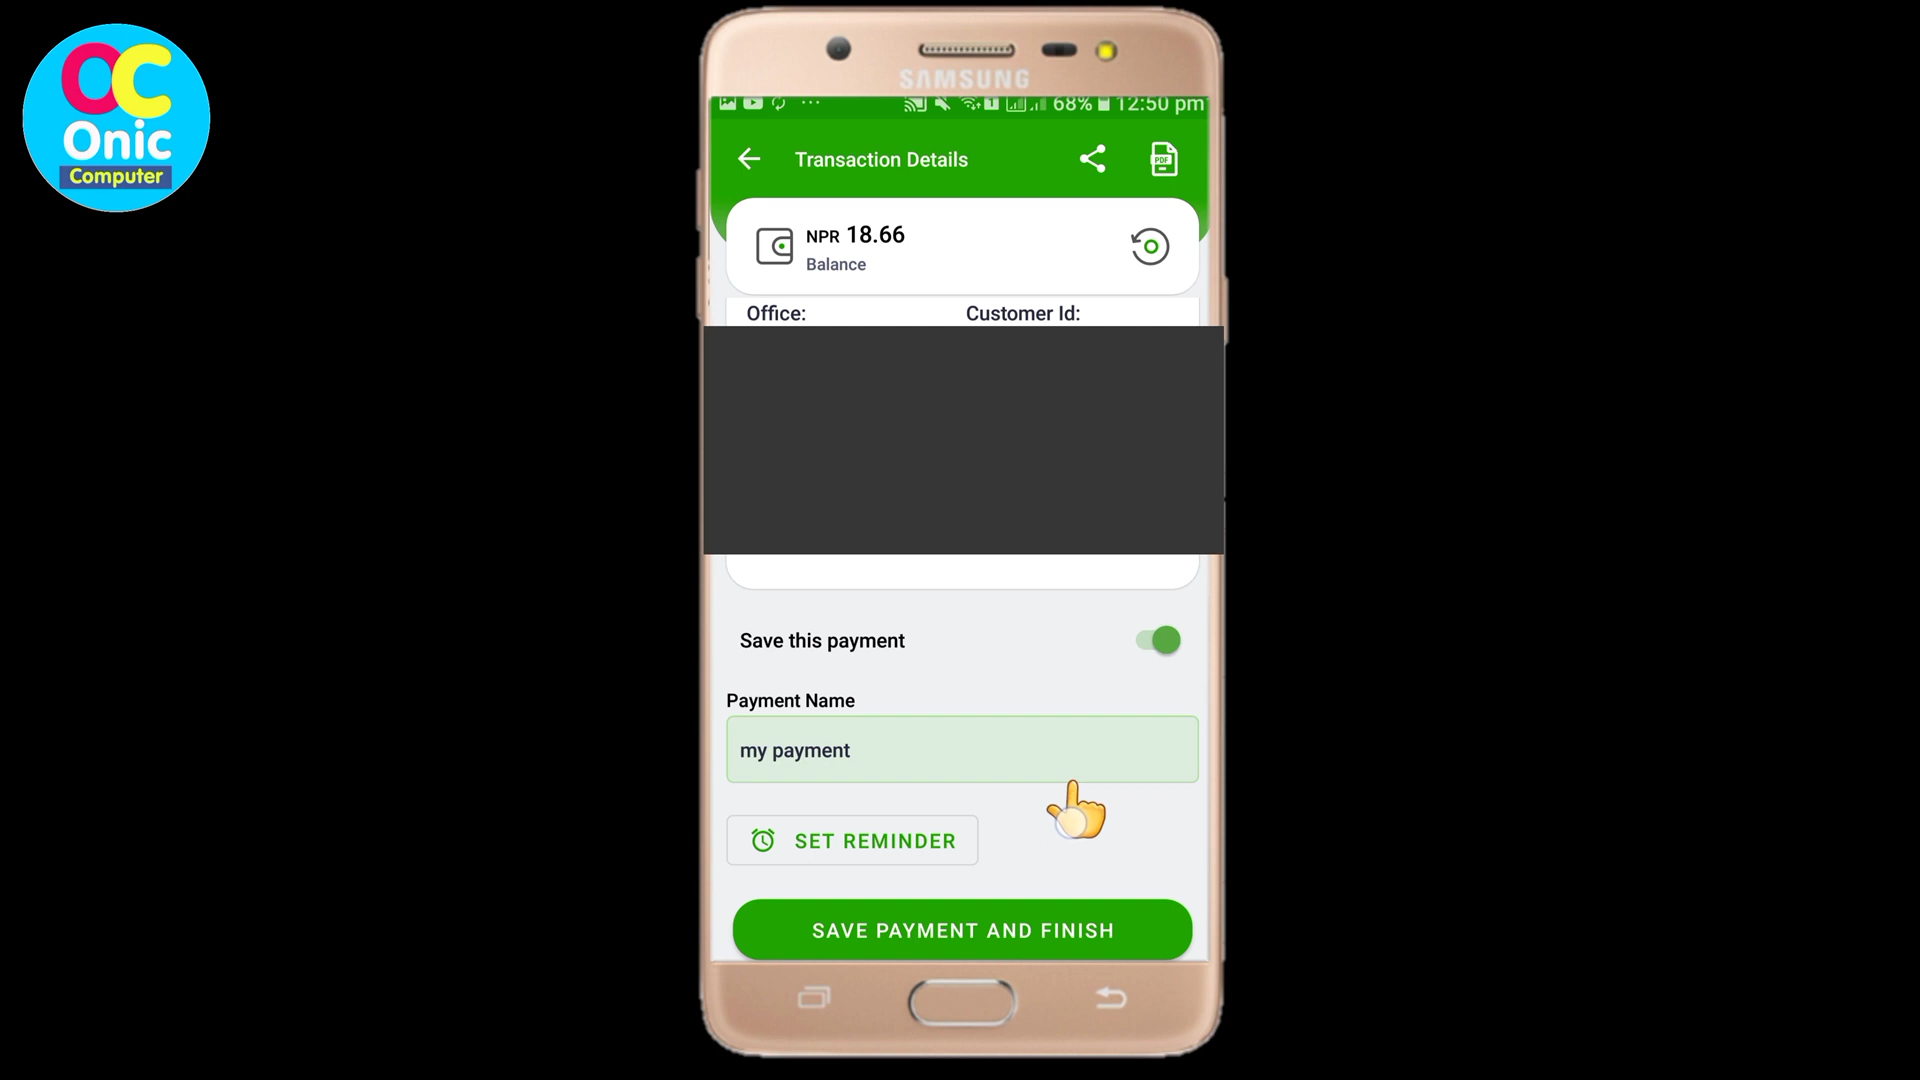 OC
Onic
Computer
SAMSUNG
68% 12:50 pm
Transaction Details
PDF
NPR 18.66
Balance
Office: Customer Id:
Save this payment
Payment Name
my payment
SET REMINDER
SAVE PAYMENT AND FINISH